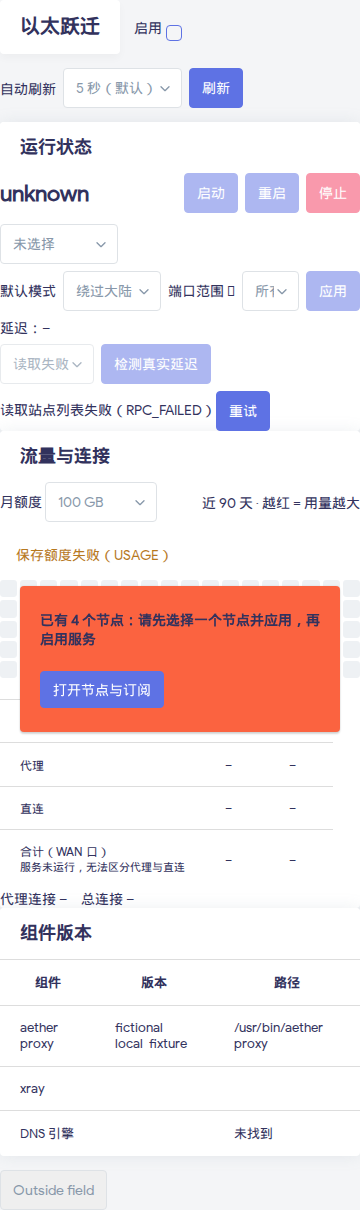 以太跃迁 启用
自动刷新 5 秒（默认） 刷新
运行状态
unknown 启动 重启 停止
未选择
默认模式 绕过大陆 端口范围 应用
延迟：–
读取失败 检测真实延迟
读取站点列表失败（RPC_FAILED） 重试
流量与连接
月额度 100 GB 近 90 天 · 越红 = 用量越大
保存额度失败（USAGE）
已有 4 个节点：请先选择一个节点并应用，再
启用服务
打开节点与订阅
代理 – –
直连 – –
合计（WAN 口） – –
服务未运行，无法区分代理与直连
代理连接 – 总连接 –
组件版本
组件 版本 路径
aether fictional /usr/bin/aether
proxy local fixture proxy
xray
DNS 引擎 未找到
Outside field